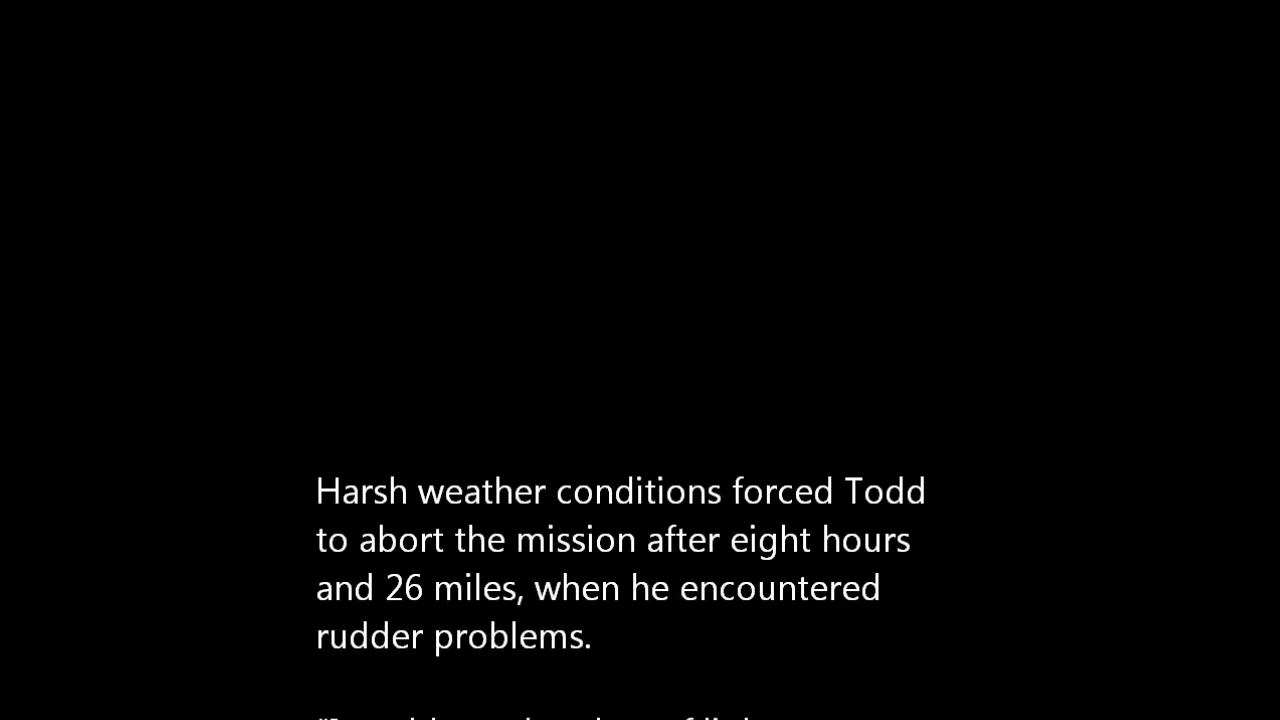 Harsh weather conditions forced Todd
to abort the mission after eight hours
and 26 miles, when he encountered
rudder problems.